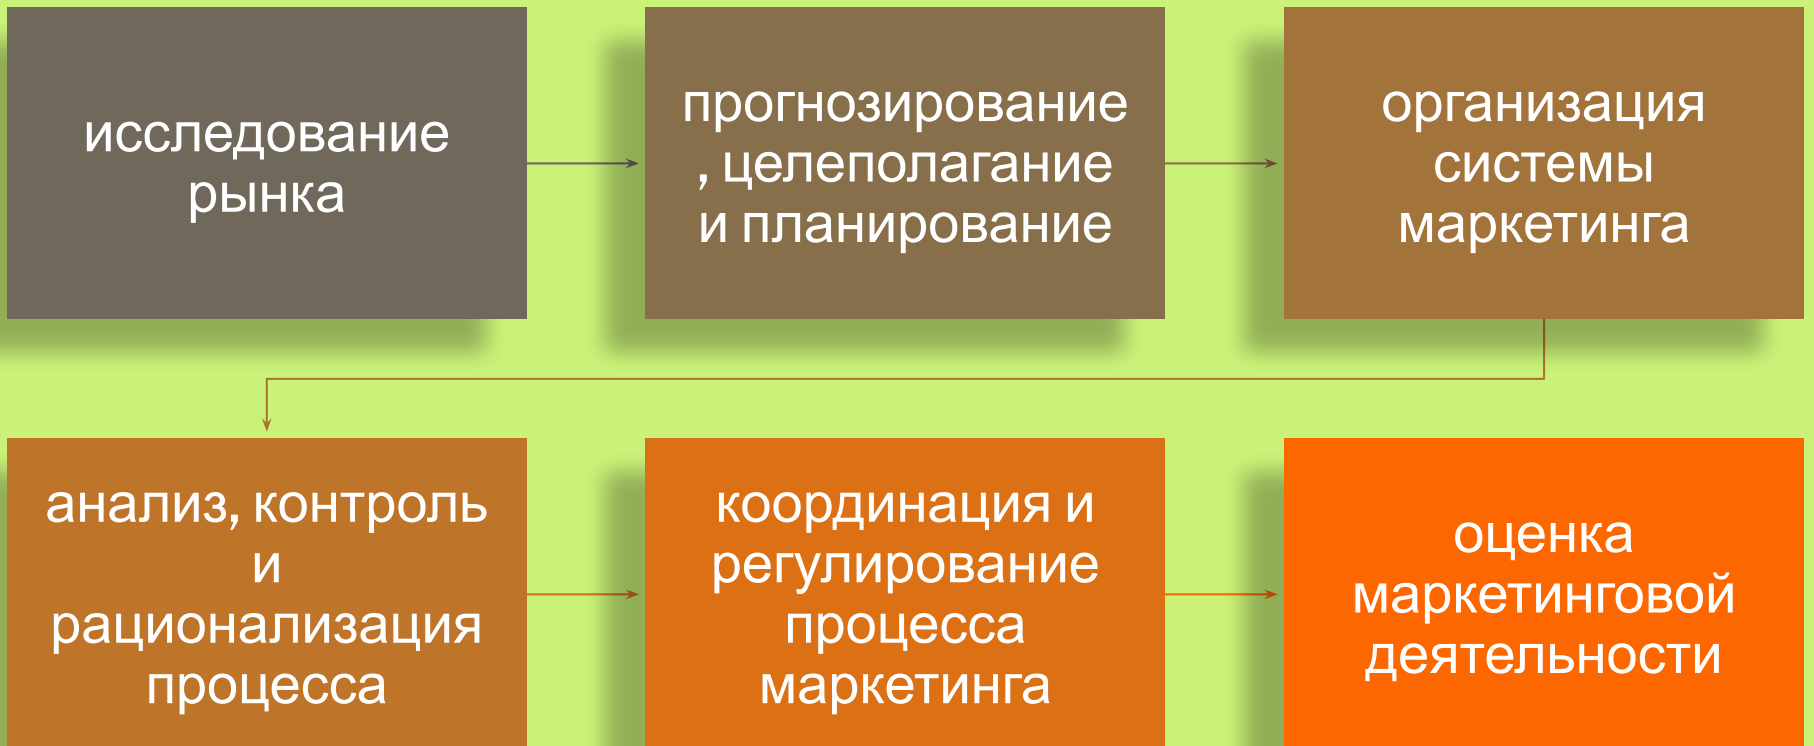 исследование
рынка
прогнозирование
, целеполагание
и планирование
организация
системы
маркетинга
анализ, контроль
и
рационализация
процесса
координация и
регулирование
процесса
маркетинга
оценка
маркетинговой
деятельности